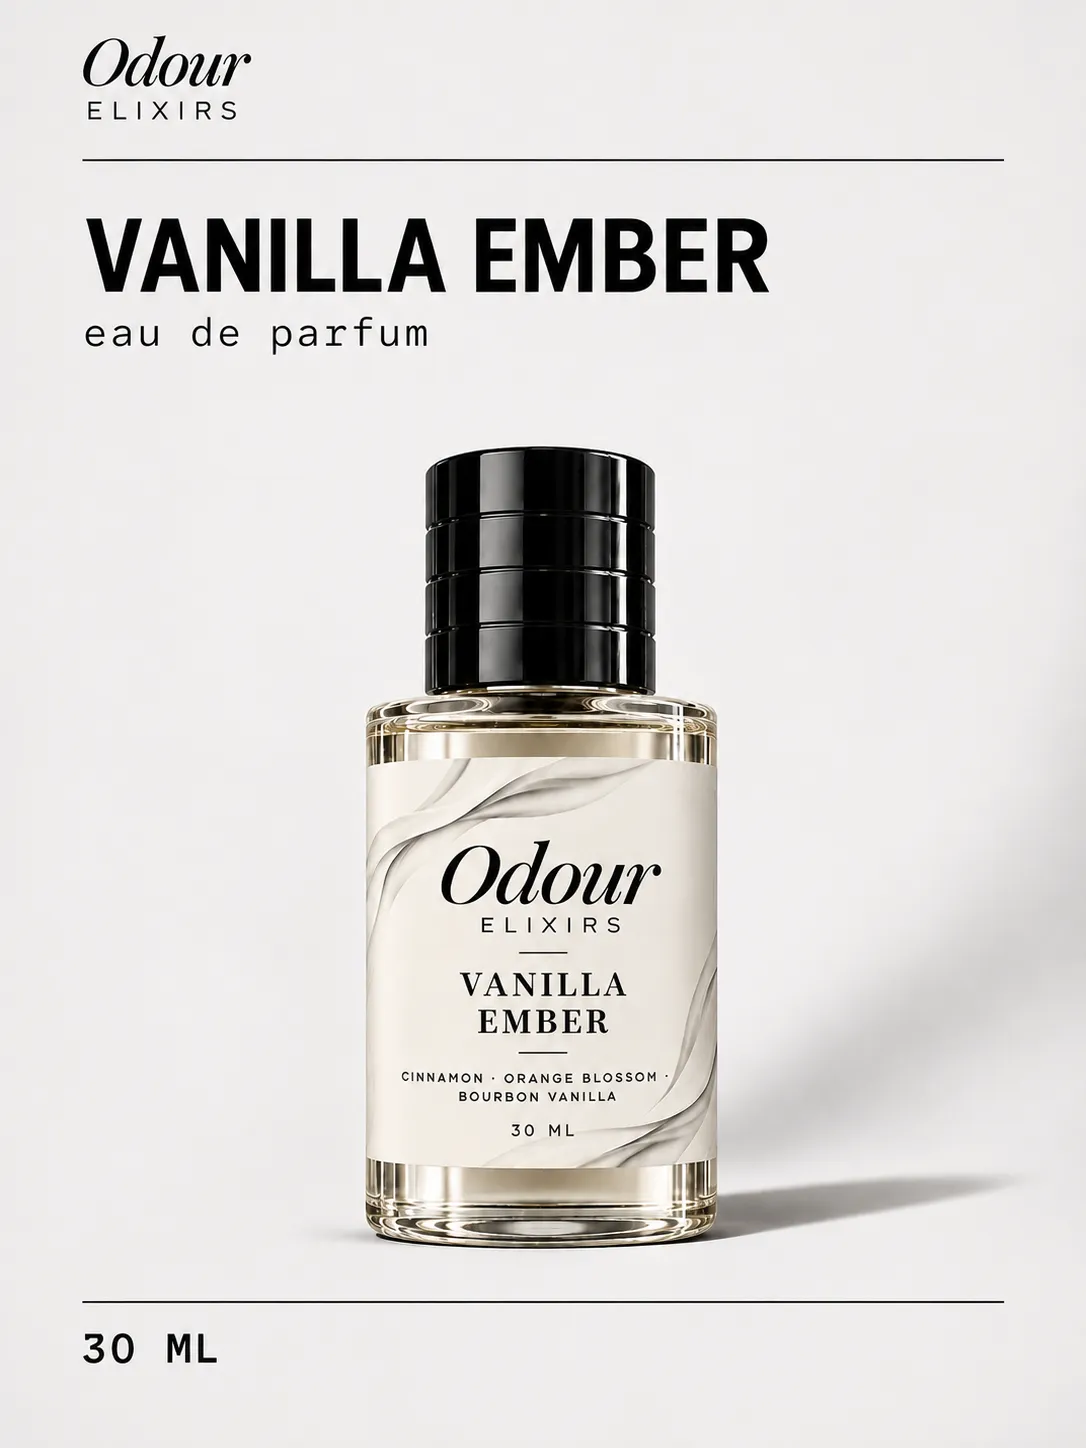 Odour
ELIXIRS
VANILLA EMBER
eau de parfum
Odour
ELIXIRS
VANILLA
EMBER
CINNAMON · ORANGE BLOSSOM ·
BOURBON VANILLA
30 ML
30 ML